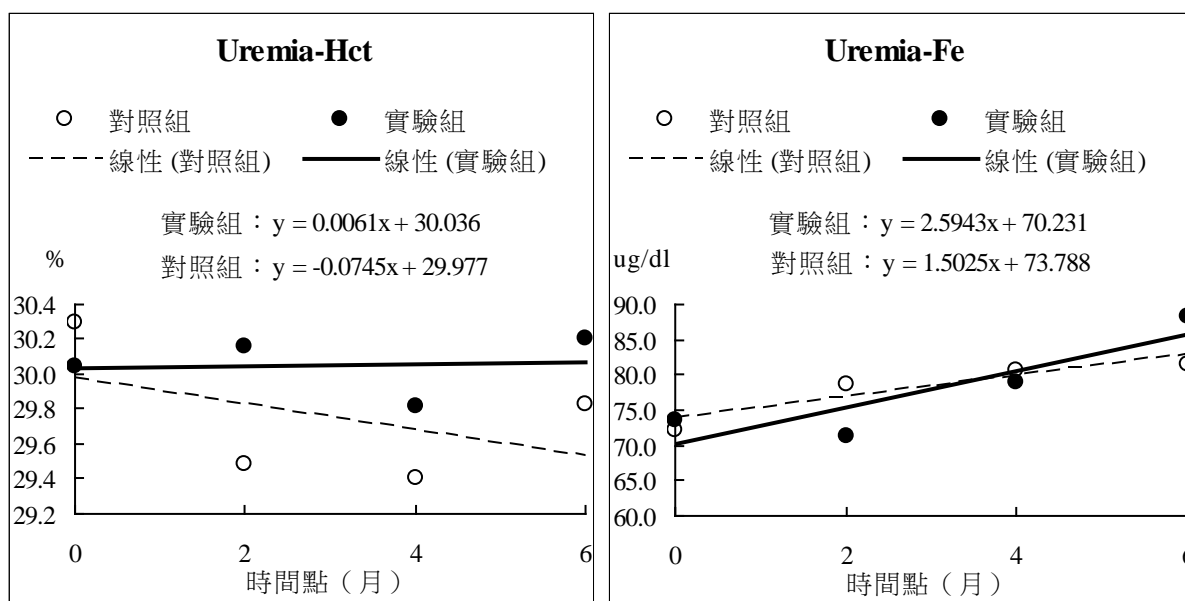 Uremia-Hct
對照組
實驗組
線性 (對照組)
線性 (實驗組)
實驗組：y = 0.0061x + 30.036
對照組：y = -0.0745x + 29.977
%
30.4
30.2
30.0
29.8
29.6
29.4
29.2
0
2
4
6
時間點（月）
Uremia-Fe
對照組
實驗組
線性 (對照組)
線性 (實驗組)
實驗組：y = 2.5943x + 70.231
對照組：y = 1.5025x + 73.788
ug/dl
90.0
85.0
80.0
75.0
70.0
65.0
60.0
0
2
4
6
時間點（月）